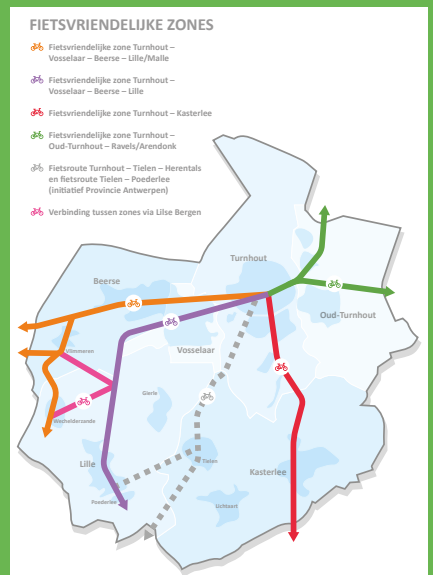 FIETSVRIENDELIJKE ZONES
Fietsvriendelijke zone Turnhout –
Vosselaar – Beerse – Lille/Malle
Fietsvriendelijke zone Turnhout –
Vosselaar – Beerse – Lille
Fietsvriendelijke zone Turnhout – Kasterlee
Fietsvriendelijke zone Turnhout –
Oud-Turnhout – Ravels/Arendonk
Fietsroute Turnhout – Tielen – Herentals
en fietsroute Tielen – Poederlee
(initiatief Provincie Antwerpen)
Verbinding tussen zones via Lilse Bergen
Turnhout
Beerse
Oud-Turnhout
Vosselaar
Vlimmeren
Gierle
Wechelderzande
Lille
Tielen
Kasterlee
Poederlee
Lichtaart